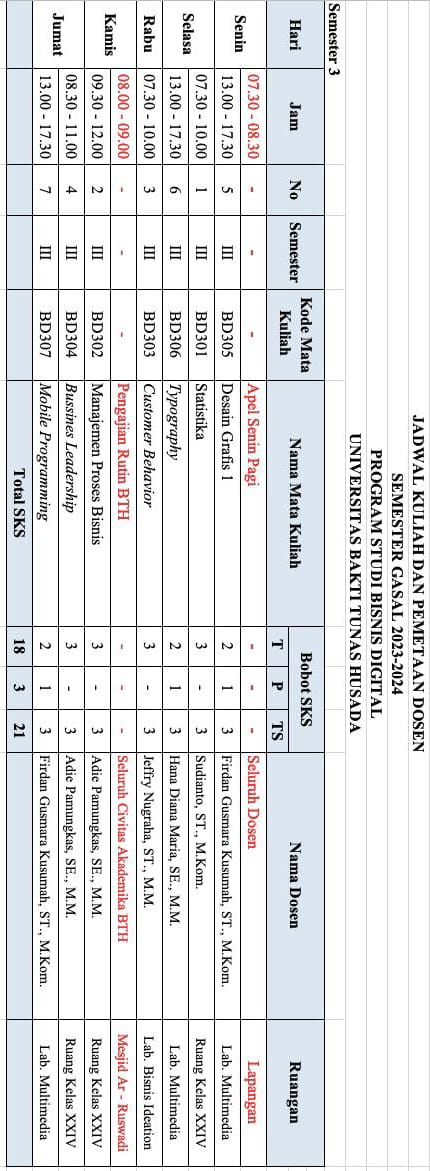 JADWAL KULIAH DAN PEMETAAN DOSEN
SEMESTER GASAL 2023-2024
PROGRAM STUDI BISNIS DIGITAL
UNIVERSITAS BAKTI TUNAS HUSADA
Semester 3
Hari Jam No Semester Kode Mata Kuliah Nama Mata Kuliah Bobot SKS Nama Dosen Ruangan
T P TS
Senin 07.30 - 08.30 - - - Apel Senin Pagi - - - Seluruh Dosen Lapangan
13.00 - 17.30 5 III BD305 Desain Grafis 1 2 1 3 Firdan Gusmara Kusumah, ST., M.Kom. Lab. Multimedia
Selasa 07.30 - 10.00 1 III BD301 Statistika 3 - 3 Sudianto, ST., M.Kom. Ruang Kelas XXIV
13.00 - 17.30 6 III BD306 Typography 2 1 3 Hana Diana Maria, SE., M.M. Lab. Multimedia
Rabu 07.30 - 10.00 3 III BD303 Customer Behavior 3 - 3 Jeffry Nugraha, ST., M.M. Lab. Bisnis Ideation
Kamis 08.00 - 09.00 - - - Pengajian Rutin BTH - - - Seluruh Civitas Akademika BTH Mesjid Ar - Ruswadi
09.30 - 12.00 2 III BD302 Manajemen Proses Bisnis 3 - 3 Adie Pamungkas, SE., M.M. Ruang Kelas XXIV
Jumat 08.30 - 11.00 4 III BD304 Bussines Leadership 3 - 3 Adie Pamungkas, SE., M.M. Ruang Kelas XXIV
13.00 - 17.30 7 III BD307 Mobile Programming 2 1 3 Firdan Gusmara Kusumah, ST., M.Kom. Lab. Multimedia
Total SKS 18 3 21